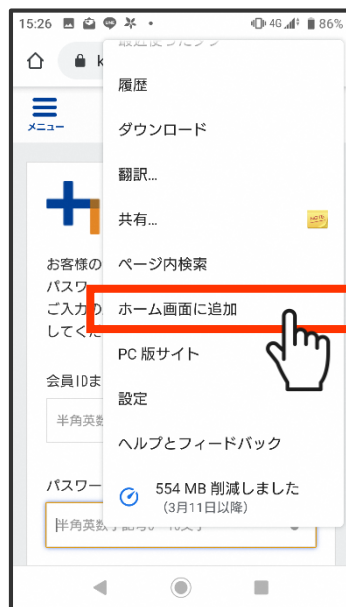 15:26
4G
86%
k
メニュー
履歴
ダウンロード
翻訳...
共有...
お客様の
ページ内検索
パスワ
ご入力の
ホーム画面に追加
してくだ
PC 版サイト
会員IDま
設定
半角英数
ヘルプとフィードバック
パスワー
554 MB 削減しました
(3月11日以降)